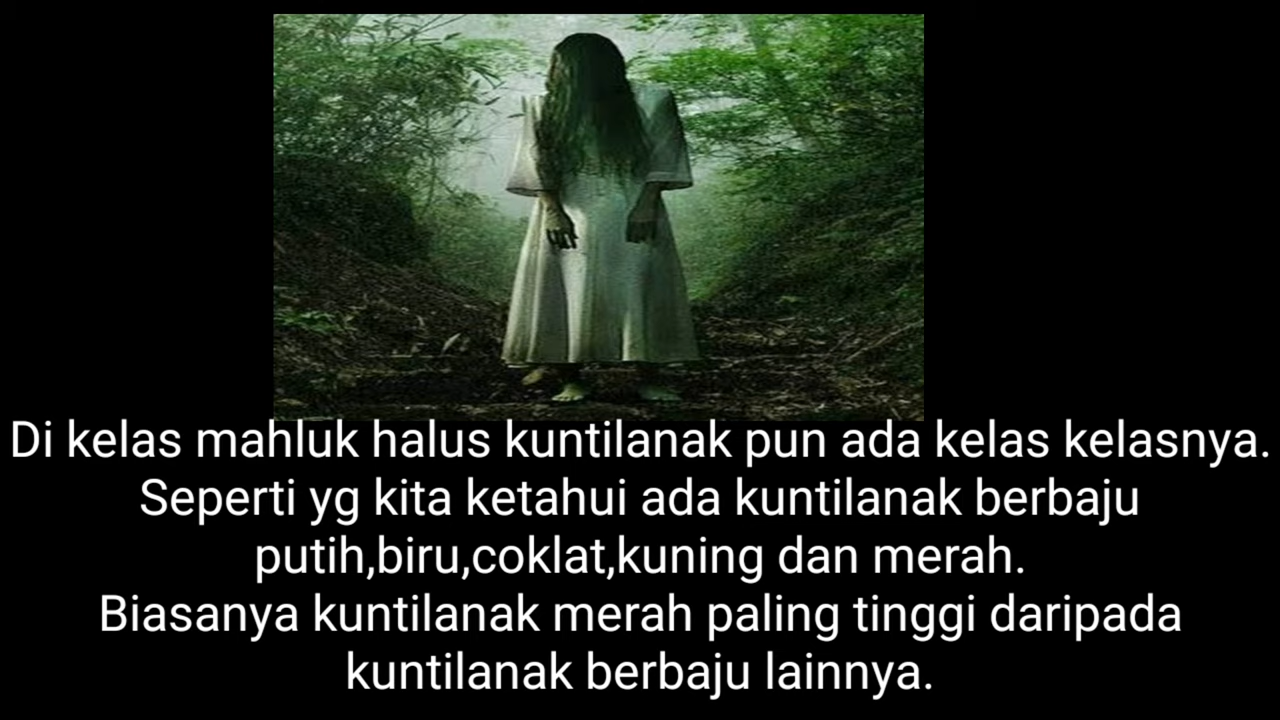 Di kelas mahluk halus kuntilanak pun ada kelas kelasnya.
Seperti yg kita ketahui ada kuntilanak berbaju
putih,biru,coklat,kuning dan merah.
Biasanya kuntilanak merah paling tinggi daripada
kuntilanak berbaju lainnya.